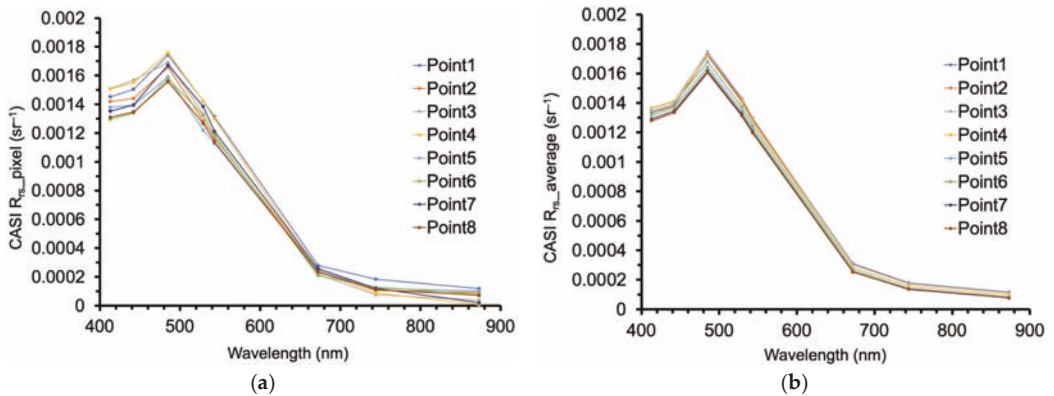 0.002
0.0018
0.0016
0.0014
0.0012
0.001
0.0008
0.0006
0.0004
0.0002
0
CASI Rrs_pixel (sr⁻¹)
400 500 600 700 800 900
Wavelength (nm)
Point1
Point2
Point3
Point4
Point5
Point6
Point7
Point8
(a)
0.002
0.0018
0.0016
0.0014
0.0012
0.001
0.0008
0.0006
0.0004
0.0002
0
CASI Rrs_average (sr⁻¹)
400 500 600 700 800 900
Wavelength (nm)
Point1
Point2
Point3
Point4
Point5
Point6
Point7
Point8
(b)